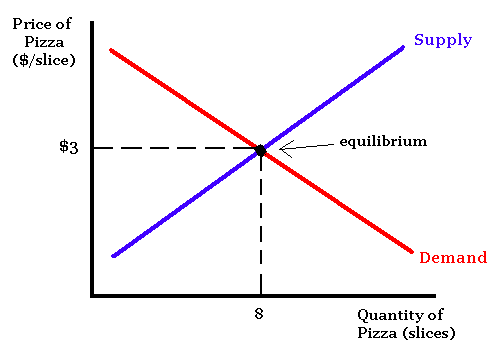 Price of
Pizza
($/slice)
Supply
$3
equilibrium
Demand
8
Quantity of
Pizza (slices)